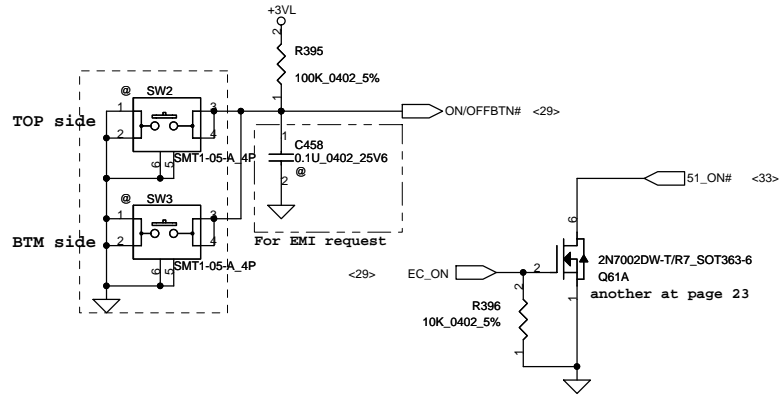 +3VL
2
R395
100K_0402_5%
1
@
SW2
TOP side
1
2
3
4
6
5
SMT1-05-A_4P
ON/OFFBTN#
<29>
1
C458
0.1U_0402_25V6
@
2
For EMI request
@
SW3
BTM side
1
2
3
4
6
5
SMT1-05-A_4P
51_ON#
<33>
6
<29>
EC_ON
2
2N7002DW-T/R7_SOT363-6
Q61A
another at page 23
1
2
R396
10K_0402_5%
1